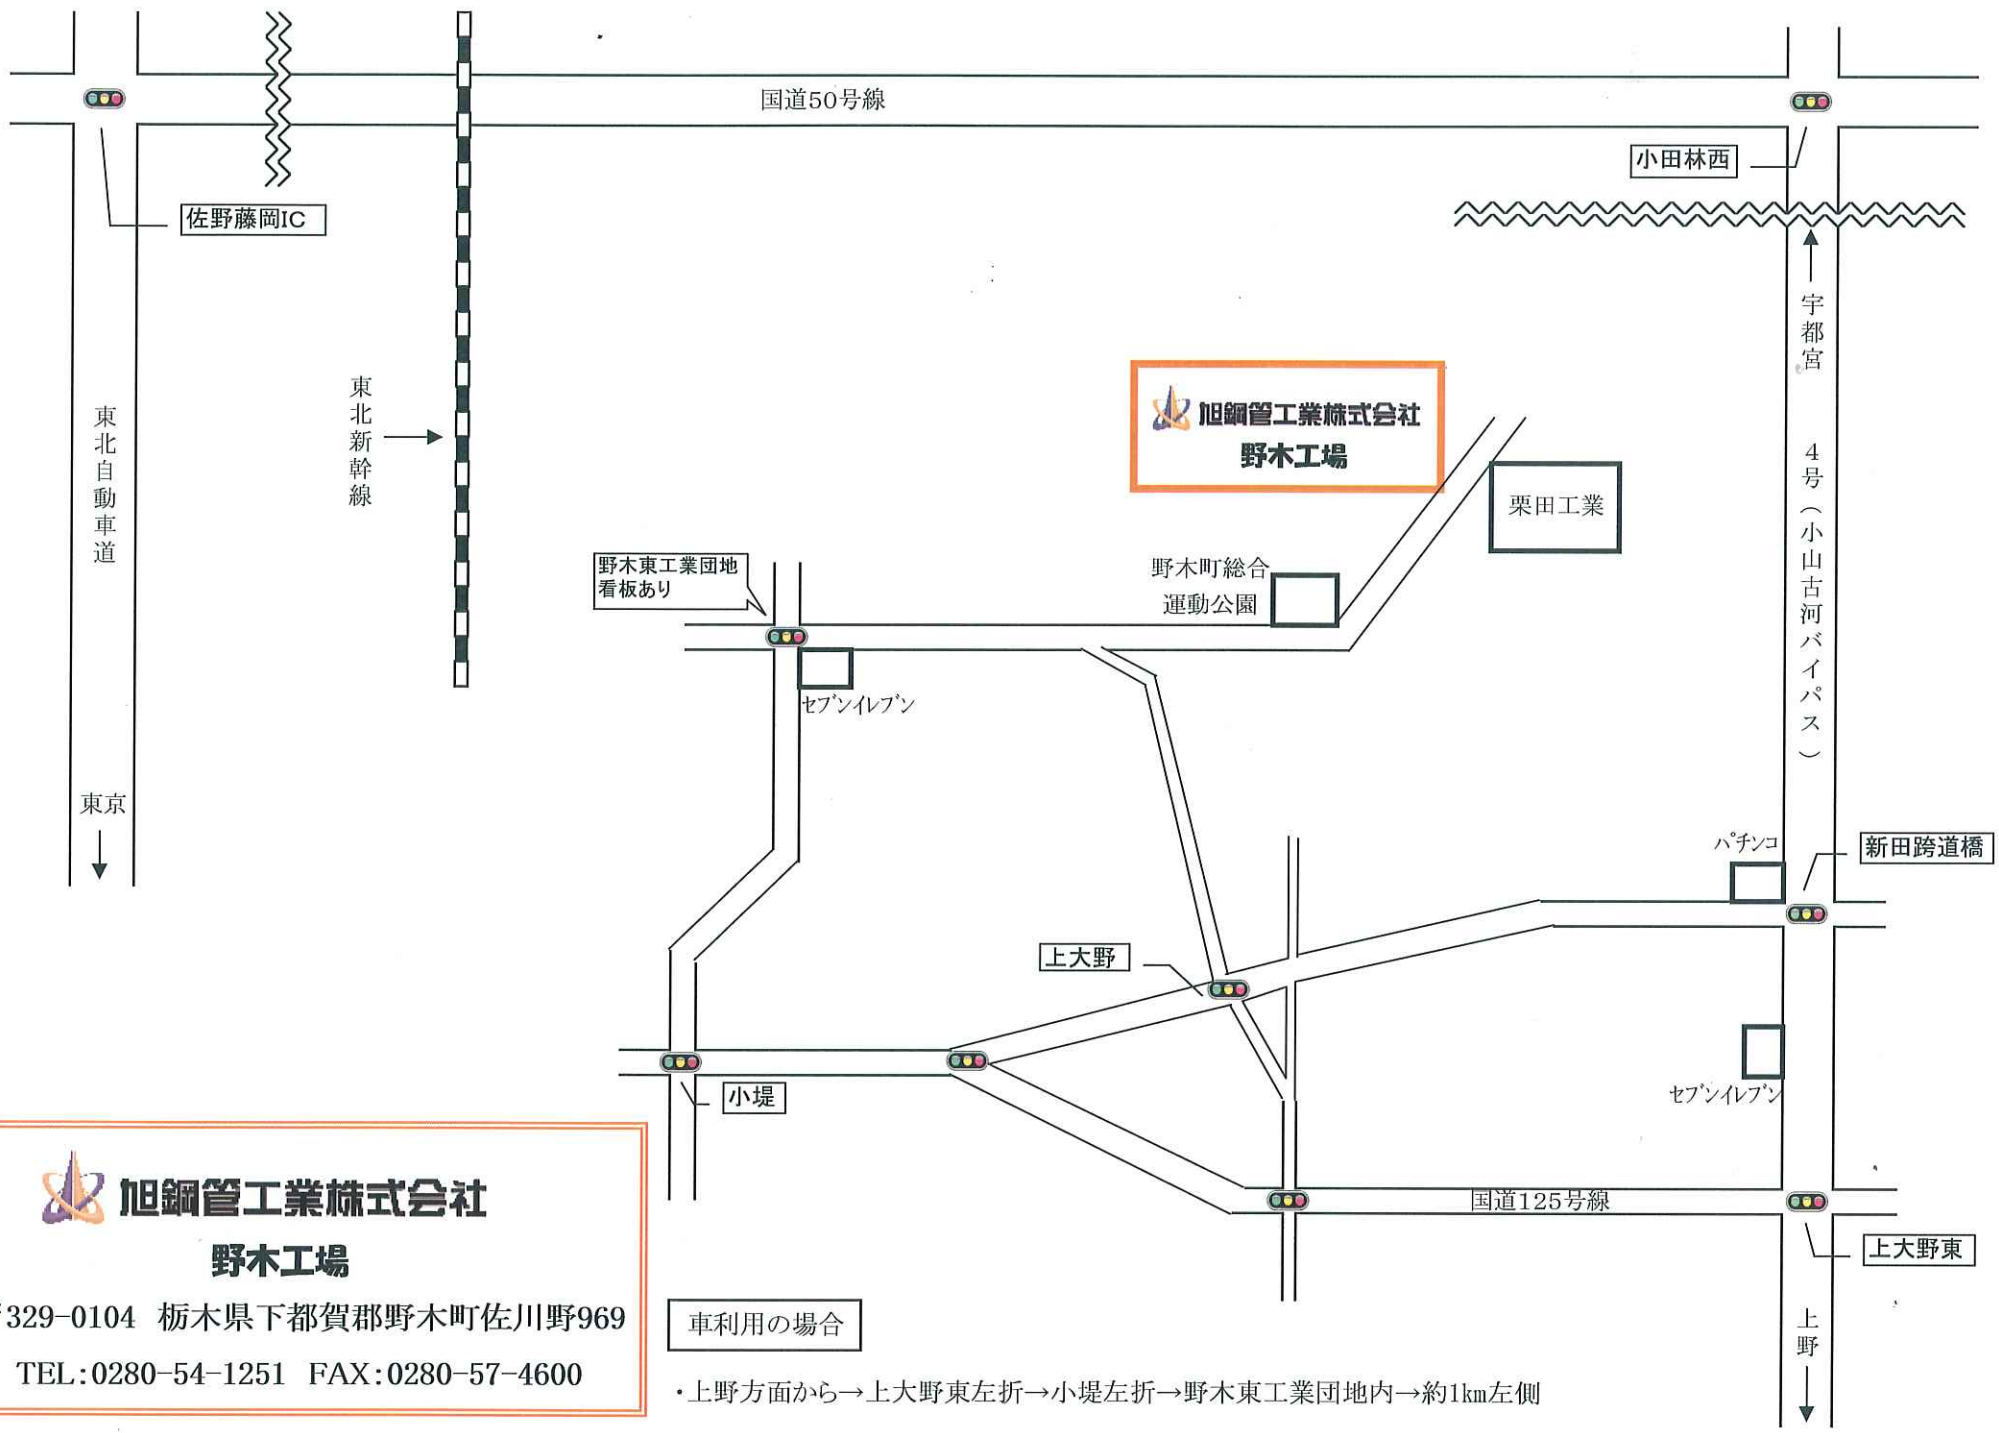 国道50号線
小田林西
佐野藤岡IC
宇都宮
4号(小山古河バイパス)
東北自動車道
東北新幹線
旭鋼管工業株式会社
野木工場
栗田工業
野木東工業団地
看板あり
野木町総合
運動公園
セブンイレブン
東京
パチンコ
新田跨道橋
上大野
小堤
セブンイレブン
国道125号線
上大野東
上野
旭鋼管工業株式会社
野木工場
329-0104 栃木県下都賀郡野木町佐川野969
TEL:0280-54-1251 FAX:0280-57-4600
車利用の場合
・上野方面から→上大野東左折→小堤左折→野木東工業団地内→約1km左側